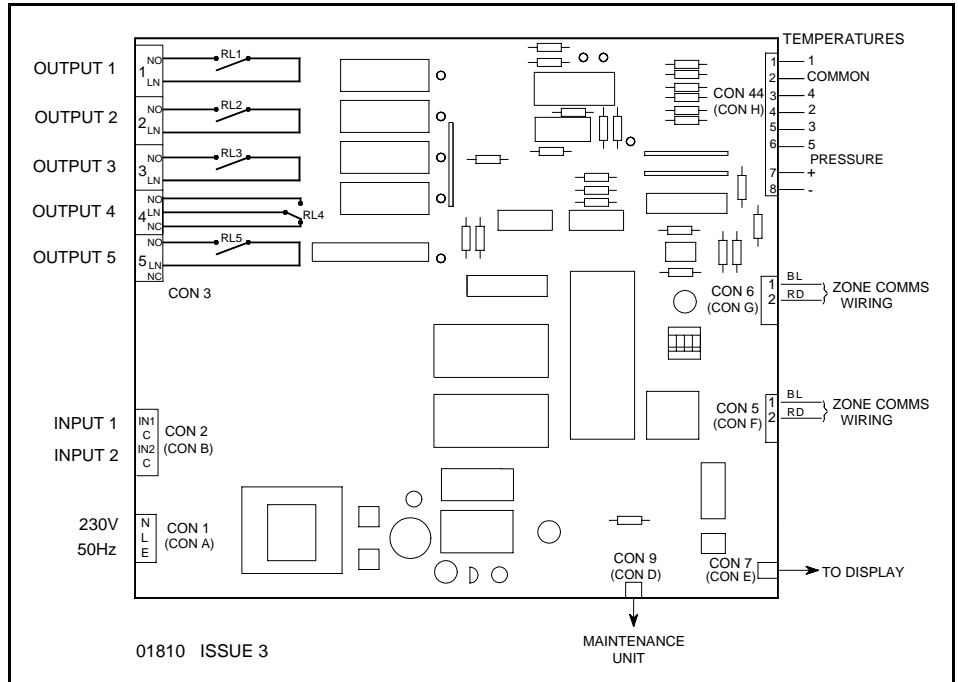 OUTPUT 1
1
NO
LN
RL1
OUTPUT 2
2
NO
LN
RL2
OUTPUT 3
3
NO
LN
RL3
OUTPUT 4
4
NO
LN
NC
RL4
OUTPUT 5
5
NO
LN
NC
RL5
CON 3
TEMPERATURES
1 1
2 COMMON
3 4
4 2
5 3
6 5
PRESSURE
7 +
8 -
CON 44
(CON H)
CON 6
(CON G)
1 BL
2 RD
ZONE COMMS
WIRING
CON 5
(CON F)
1 BL
2 RD
ZONE COMMS
WIRING
INPUT 1
INPUT 2
IN1
C
IN2
C
CON 2
(CON B)
230V
50Hz
N
L
E
CON 1
(CON A)
CON 9
(CON D)
CON 7
(CON E)
TO DISPLAY
MAINTENANCE
UNIT
01810 ISSUE 3